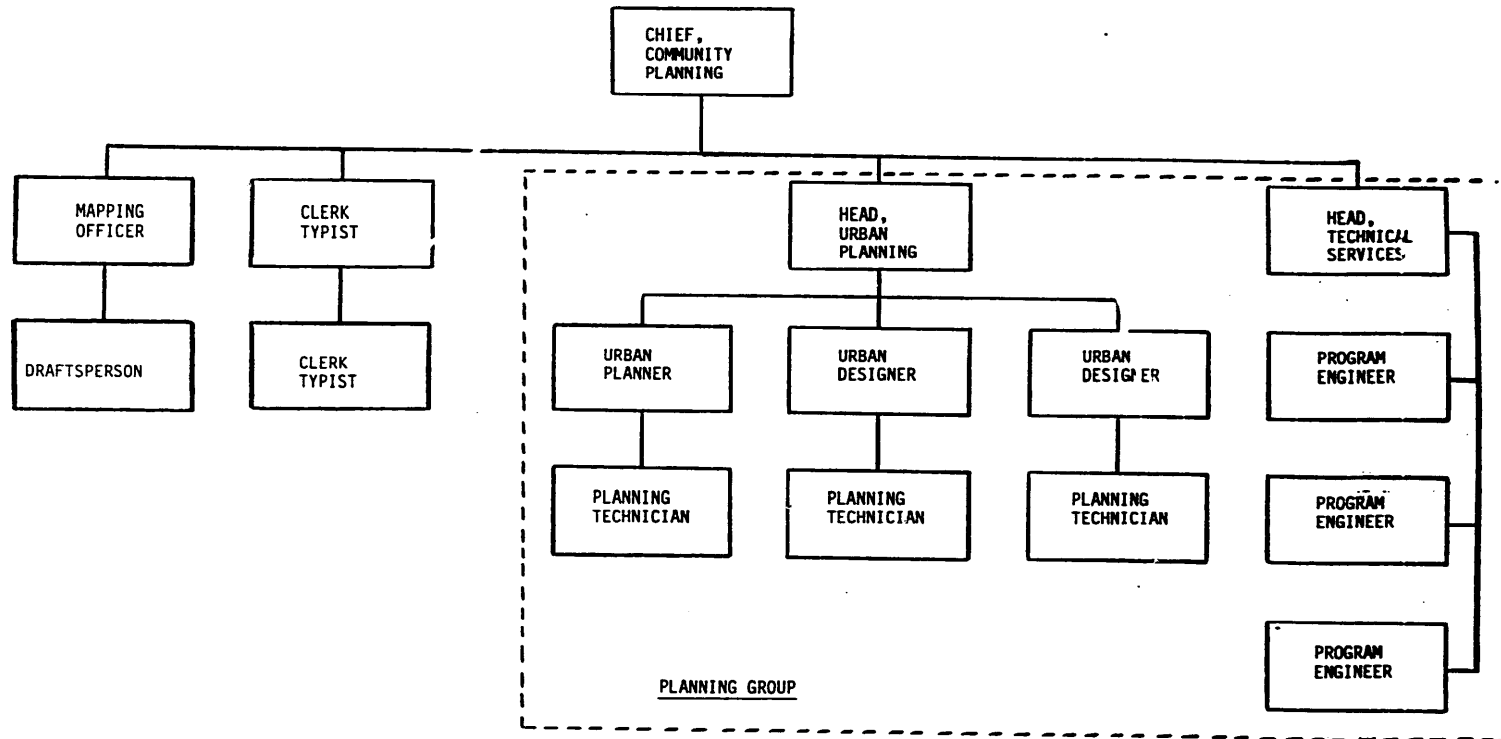 CHIEF,
COMMUNITY
PLANNING
MAPPING
OFFICER
CLERK
TYPIST
HEAD,
URBAN
PLANNING
HEAD,
TECHNICAL
SERVICES
DRAFTSPERSON
CLERK
TYPIST
URBAN
PLANNER
URBAN
DESIGNER
URBAN
DESIGNER
PROGRAM
ENGINEER
PLANNING
TECHNICIAN
PLANNING
TECHNICIAN
PLANNING
TECHNICIAN
PROGRAM
ENGINEER
PROGRAM
ENGINEER
PLANNING GROUP